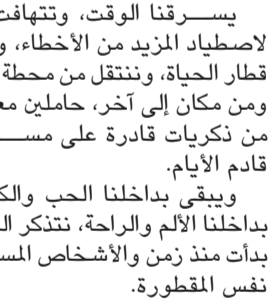 يسرقنا الوقت، وتتهافت
لاصطياد المزيد من الأخطاء، و
قطار الحياة، وننتقل من محطة
ومن مكان إلى آخر، حاملين مع
من ذكريات قادرة على مسـ
قادم الأيام.
ويبقى بداخلنا الحب والك
بداخلنا الألم والراحة، نتذكر ال
بدأت منذ زمن والأشخاص المس
نفس المقطورة.